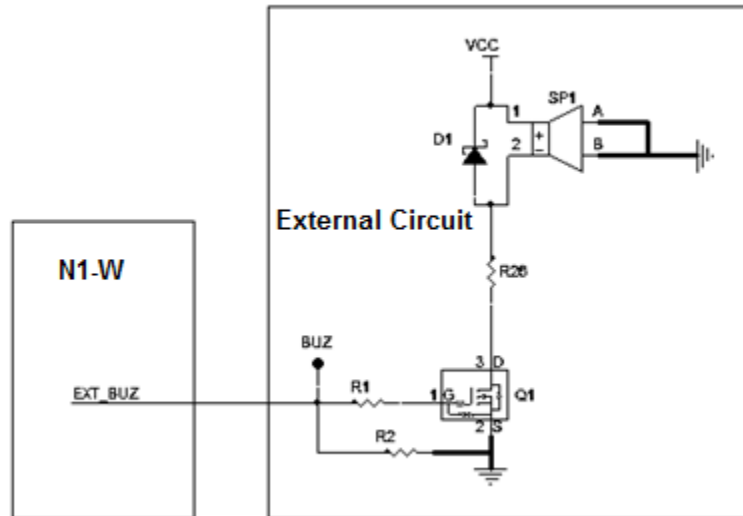 VCC
SP1
1
A
D1
2
+
-
B
External Circuit
N1-W
R26
BUZ
3 D
EXT_BUZ
R1
1 G
Q1
2 S
R2